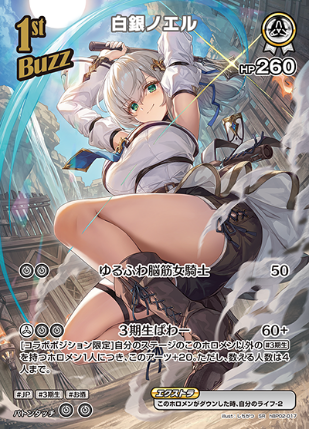 1st
Buzz
白銀ノエル
HP260
ゆるふわ脳筋女騎士 50
3期生ぱわー 60+
[コラボポジション限定]自分のステージのこのホロメン以外の#3期生
を持つホロメン1人につき、このアーツ+20。ただし、数える人数は4
人まで。
#JP #3期生 #お酒
エクストラ
このホロメンがダウンした時、自分のライフ-2
バトンタッチ
illust.
SR hBP02-013